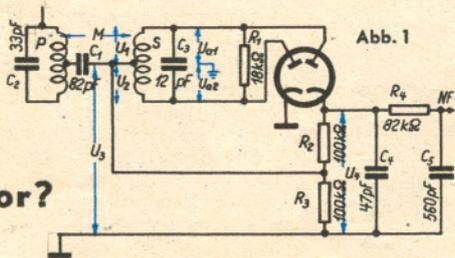 Abb. 1
33pF
P
M
C₁
82pF
C₂
U₁
U₂
U₃
S
C₃
12 pF
Uₐ₁
Uₐ₂
R₁
18kΩ
R₂
100kΩ
R₃
100kΩ
U₄
C₄
47pF
R₄
82kΩ
NF
C₅
560pF
or?